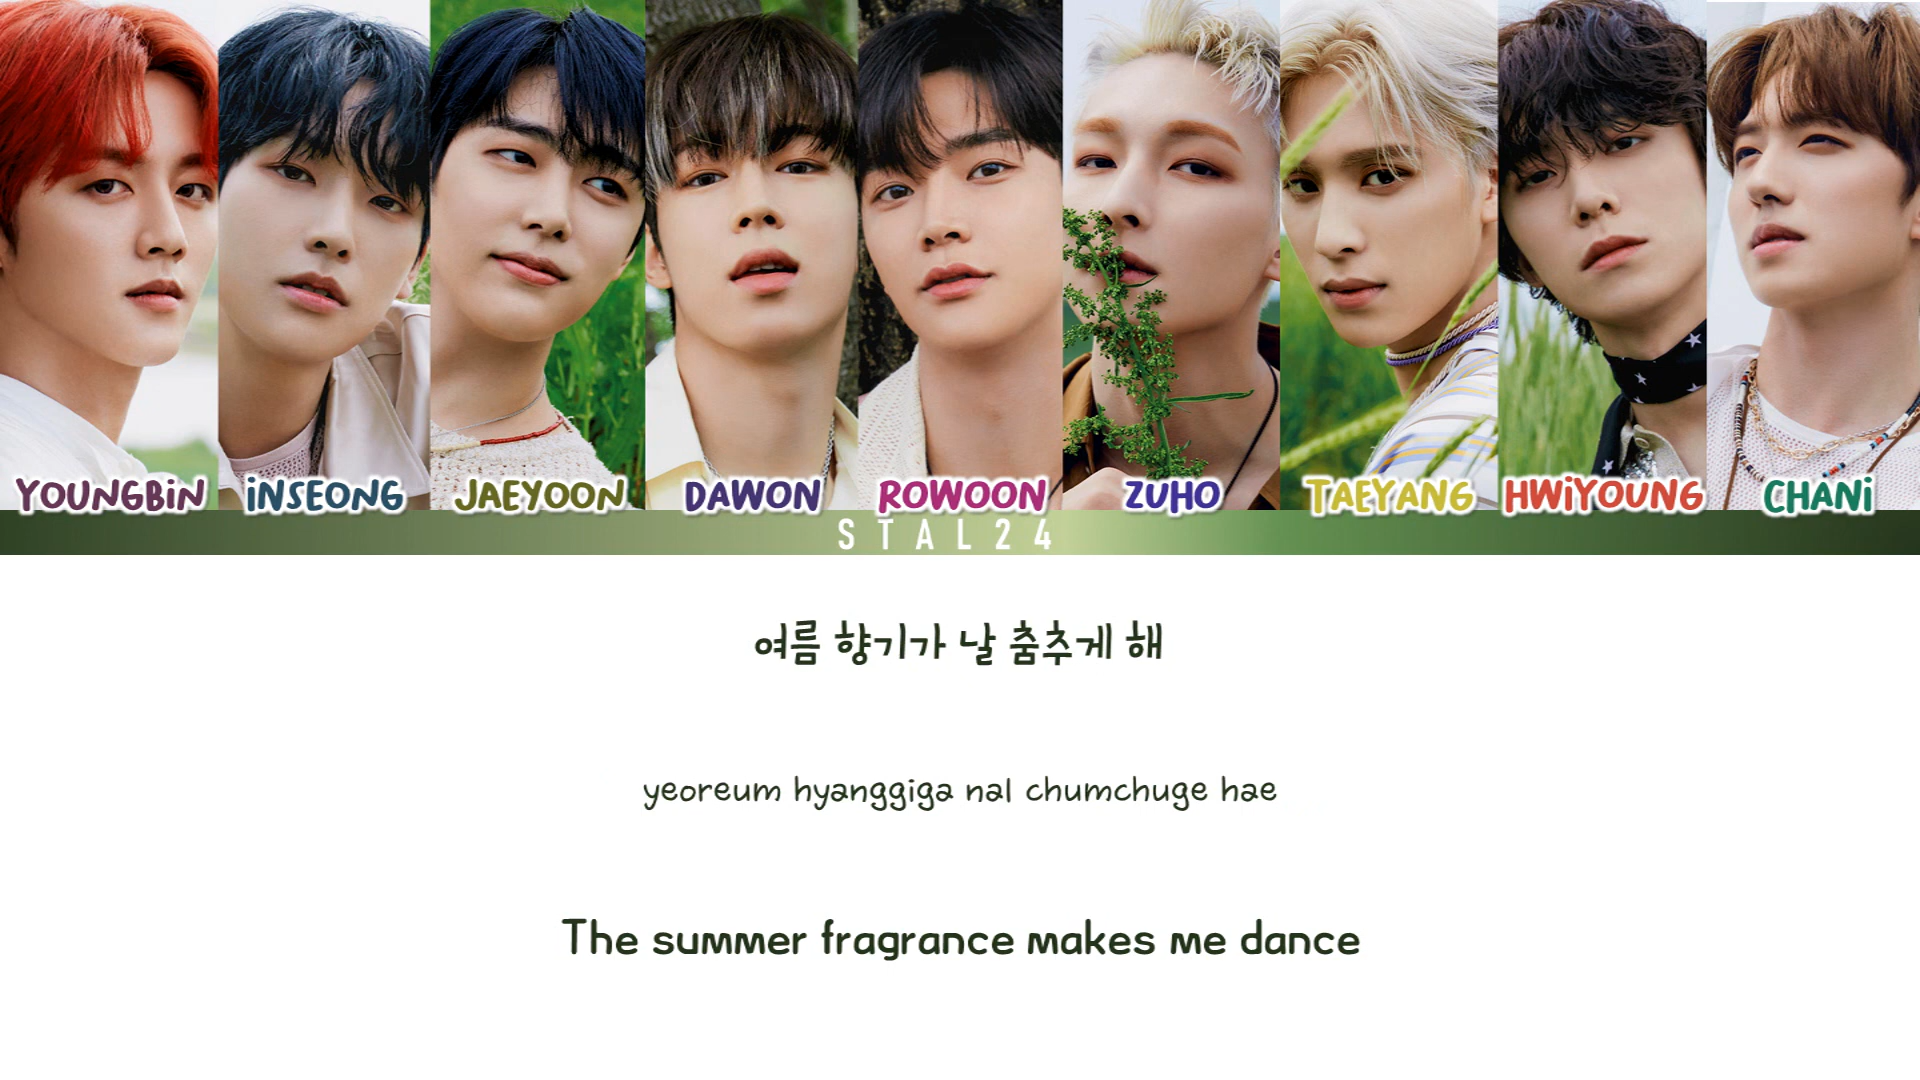 YOUNGBiN iNSEONG JAEYOON DAWON ROWOON ZUHO TAEYANG HWiYOUNG CHANi
STAL24
여름 향기가 날 춤추게 해
yeoreum hyanggiga nal chumchuge hae
The summer fragrance makes me dance